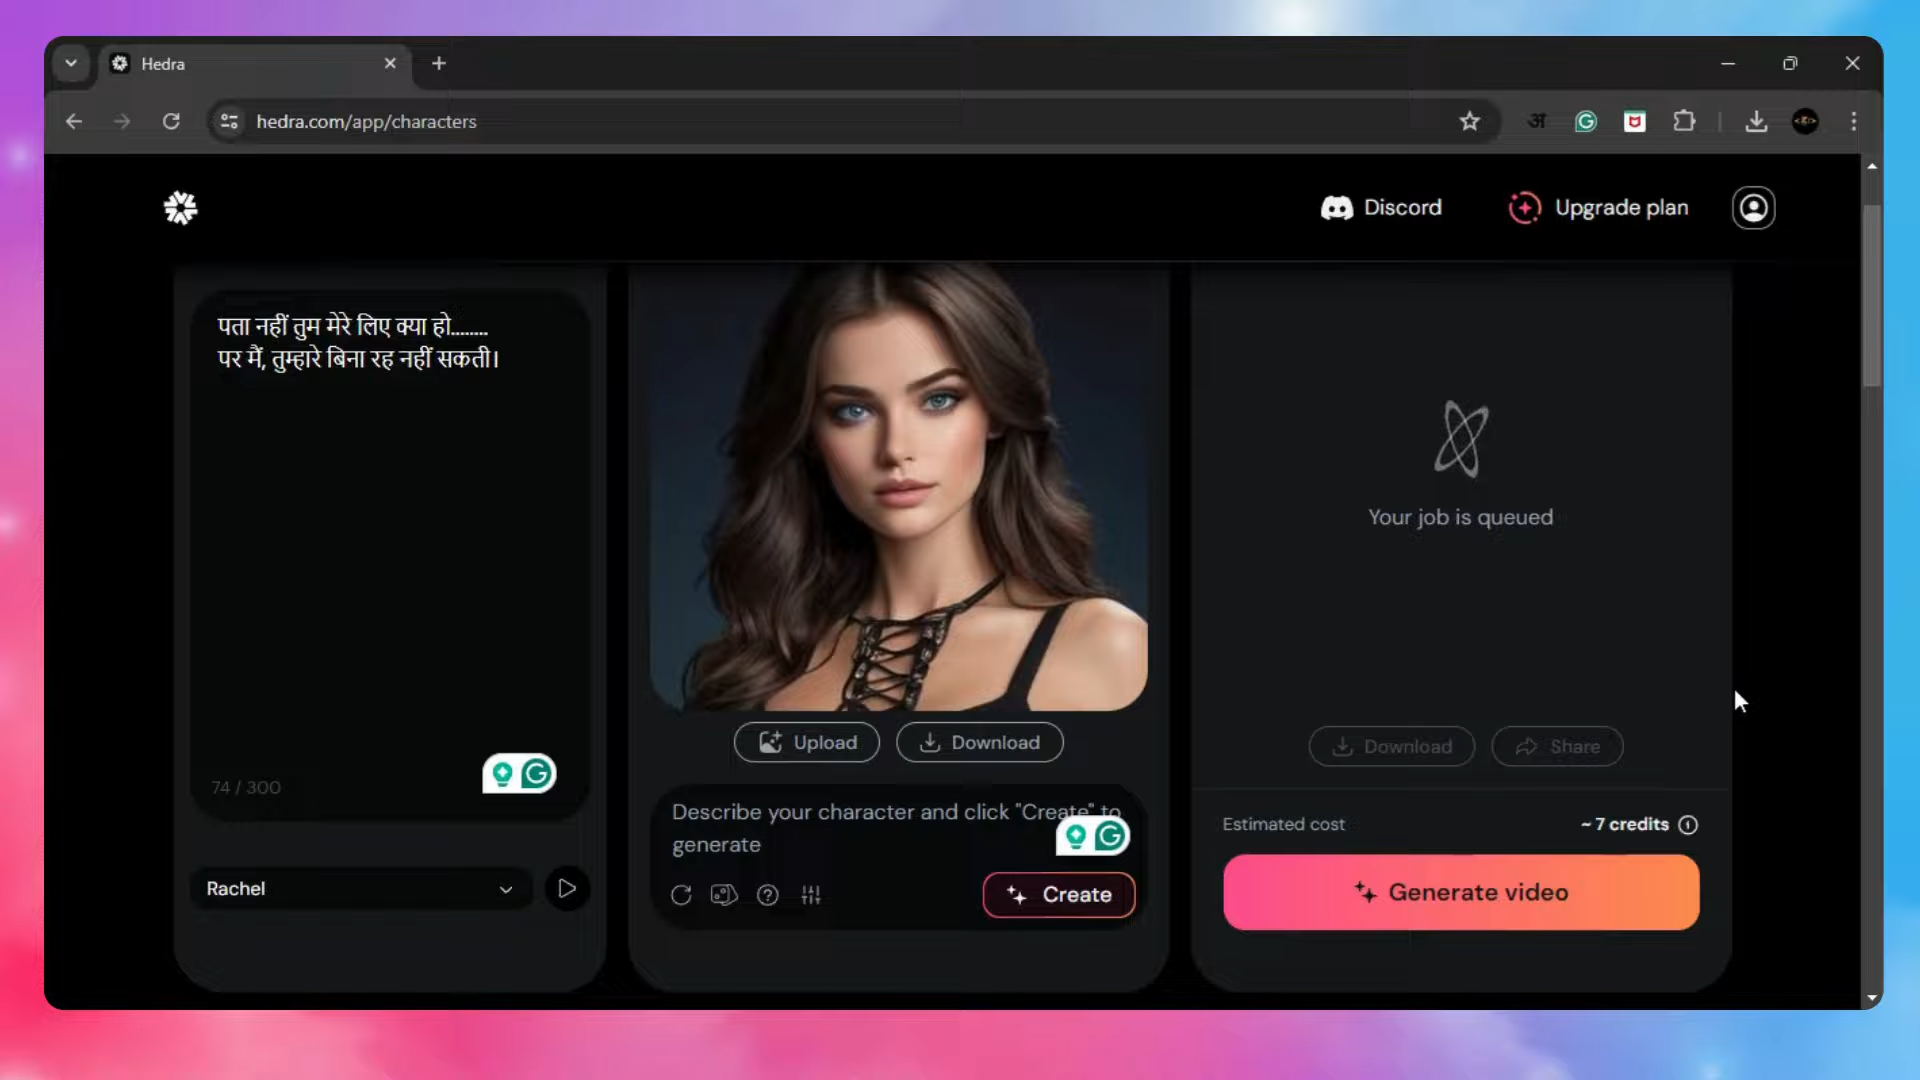 Hedra
hedra.com/app/characters
Discord
Upgrade plan
पता नहीं तुम मेरे लिए क्या हो........
पर मैं, तुम्हारे बिना रह नहीं सकती।
74 / 300
Rachel
Upload
Download
Describe your character and click "Create" to
generate
Create
Your job is queued
Download
Share
Estimated cost
~ 7 credits
Generate video